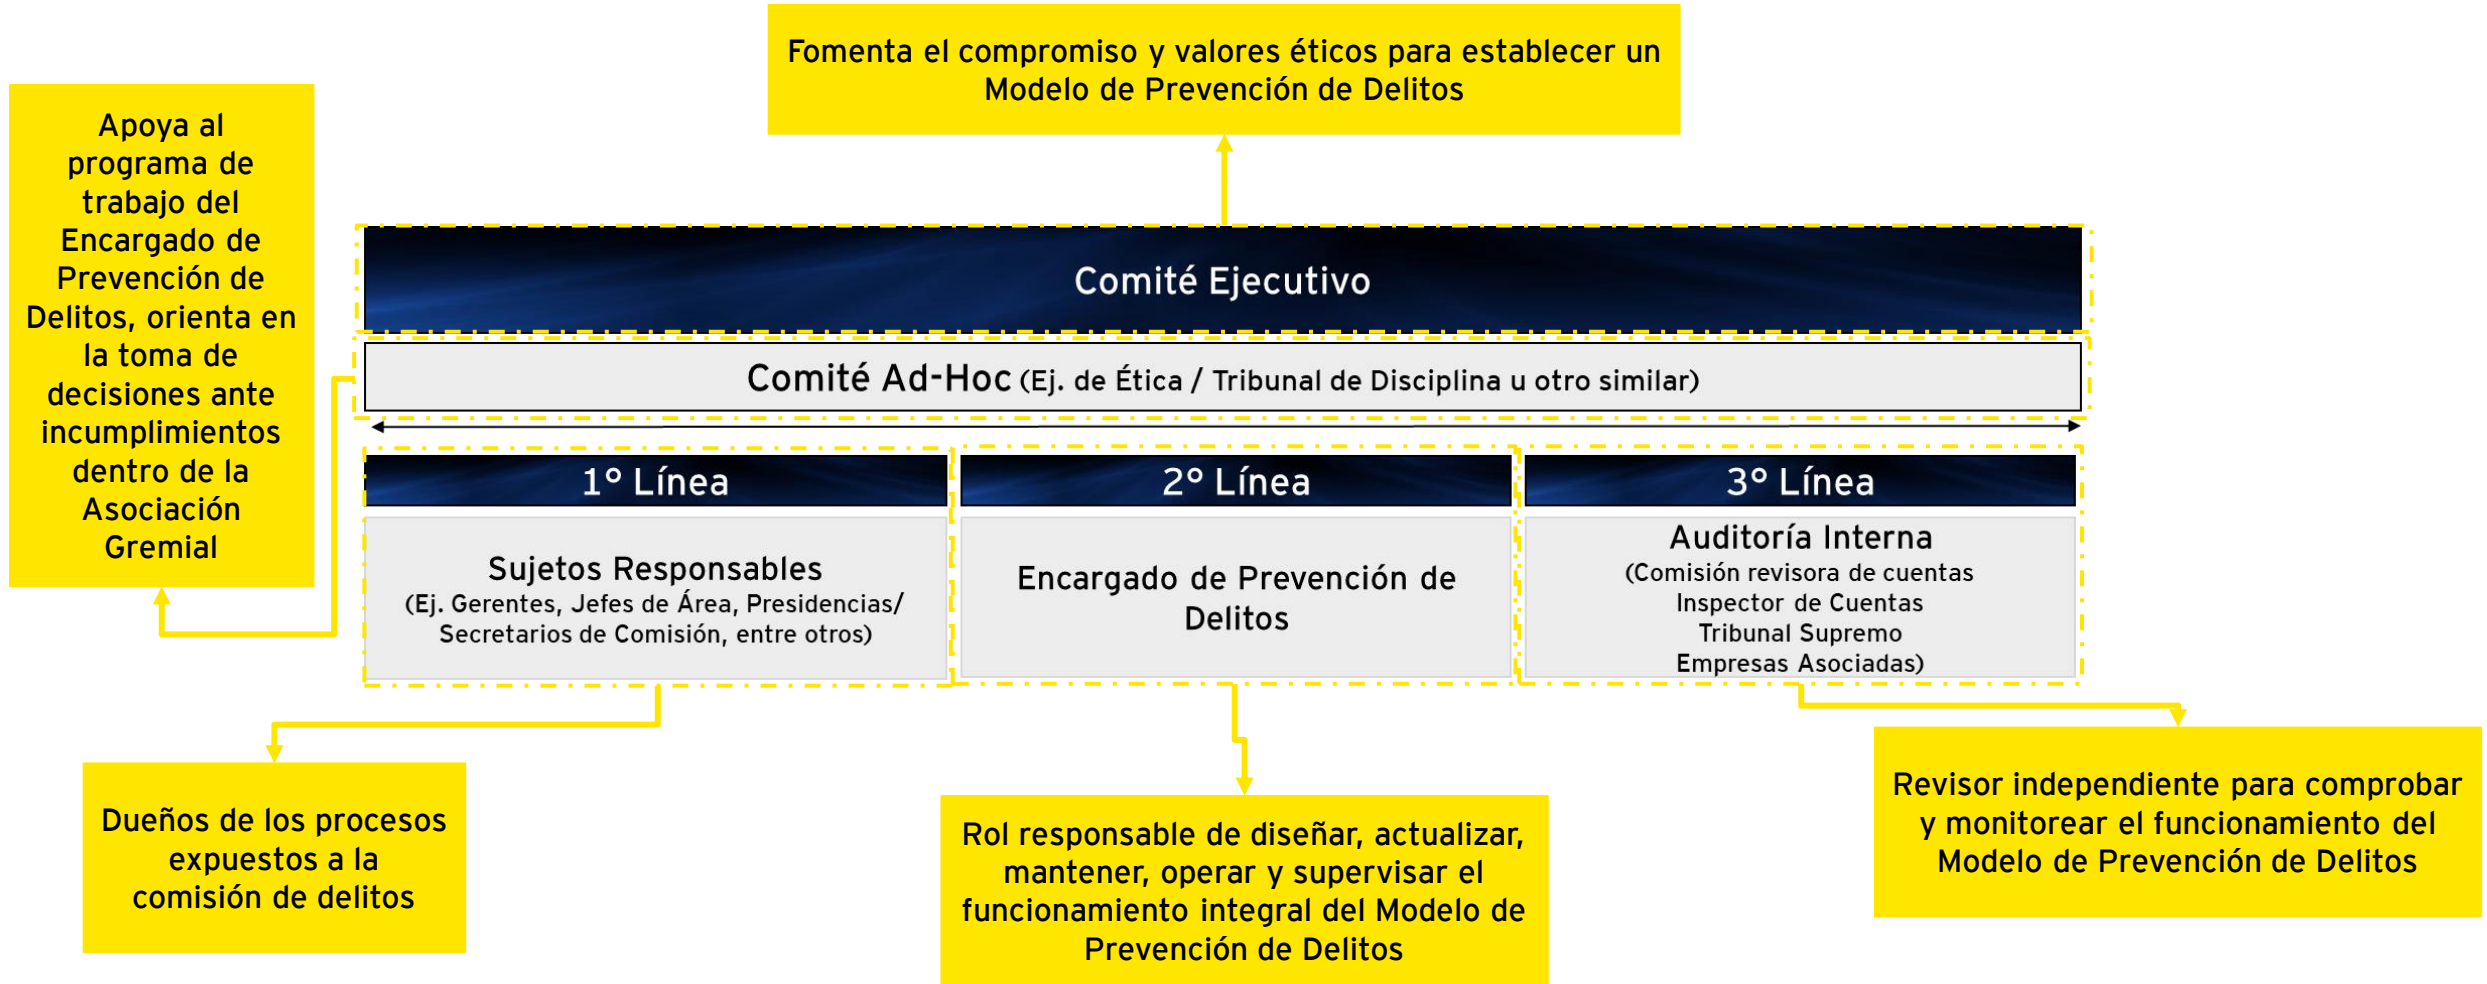 Fomenta el compromiso y valores éticos para establecer un
Modelo de Prevención de Delitos
Apoya al
programa de
trabajo del
Encargado de
Prevención de
Delitos, orienta en
la toma de
decisiones ante
incumplimientos
dentro de la
Asociación
Gremial
Comité Ejecutivo
Comité Ad-Hoc (Ej. de Ética / Tribunal de Disciplina u otro similar)
1° Línea
Sujetos Responsables
(Ej. Gerentes, Jefes de Área, Presidencias/
Secretarios de Comisión, entre otros)
2° Línea
Encargado de Prevención de
Delitos
3° Línea
Auditoría Interna
(Comisión revisora de cuentas
Inspector de Cuentas
Tribunal Supremo
Empresas Asociadas)
Dueños de los procesos
expuestos a la
comisión de delitos
Rol responsable de diseñar, actualizar,
mantener, operar y supervisar el
funcionamiento integral del Modelo de
Prevención de Delitos
Revisor independiente para comprobar
y monitorear el funcionamiento del
Modelo de Prevención de Delitos